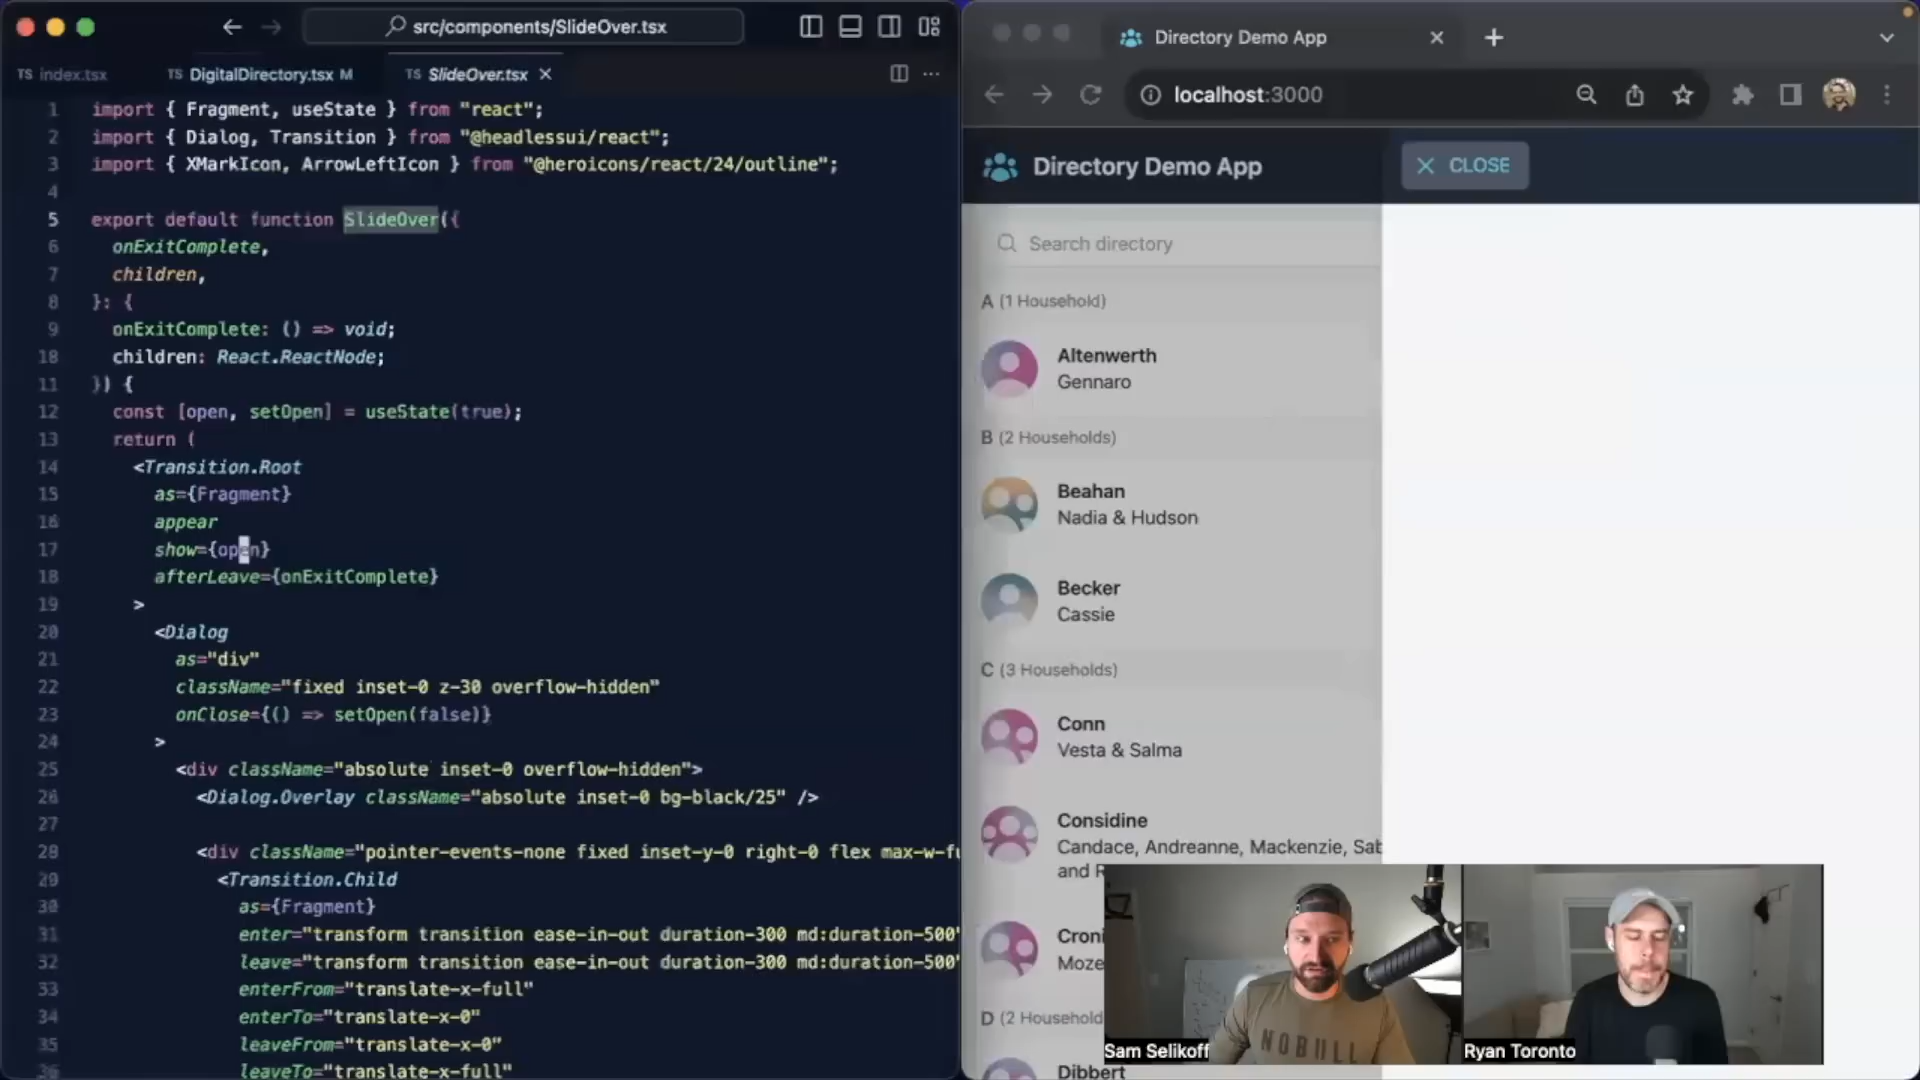 src/components/SlideOver.tsx
TS index.tsx
TS DigitalDirectory.tsx M
TS SlideOver.tsx
1 import { Fragment, useState } from "react";
2 import { Dialog, Transition } from "@headlessui/react";
3 import { XMarkIcon, ArrowLeftIcon } from "@heroicons/react/24/outline";
4
5 export default function SlideOver({
6 onExitComplete,
7 children,
8 }: {
9 onExitComplete: () => void;
10 children: React.ReactNode;
11 }) {
12 const [open, setOpen] = useState(true);
13 return (
14 <Transition.Root
15 as={Fragment}
16 appear
17 show={open}
18 afterLeave={onExitComplete}
19 >
20 <Dialog
21 as="div"
22 className="fixed inset-0 z-30 overflow-hidden"
23 onClose={() => setOpen(false)}
24 >
25 <div className="absolute inset-0 overflow-hidden">
26 <Dialog.Overlay className="absolute inset-0 bg-black/25" />
27
28 <div className="pointer-events-none fixed inset-y-0 right-0 flex max-w-fu
29 <Transition.Child
30 as={Fragment}
31 enter="transform transition ease-in-out duration-300 md:duration-500"
32 leave="transform transition ease-in-out duration-300 md:duration-500"
33 enterFrom="translate-x-full"
34 enterTo="translate-x-0"
35 leaveFrom="translate-x-0"
36 leaveTo="translate-x-full"
Directory Demo App
localhost:3000
Directory Demo App
CLOSE
Search directory
A (1 Household)
Altenwerth
Gennaro
B (2 Households)
Beahan
Nadia & Hudson
Becker
Cassie
C (3 Households)
Conn
Vesta & Salma
Considine
Candace, Andreanne, Mackenzie, Sab
and R
Croni
Moze
D (2 Household
Dibbert
NOBULL
Sam Selikoff
Ryan Toronto